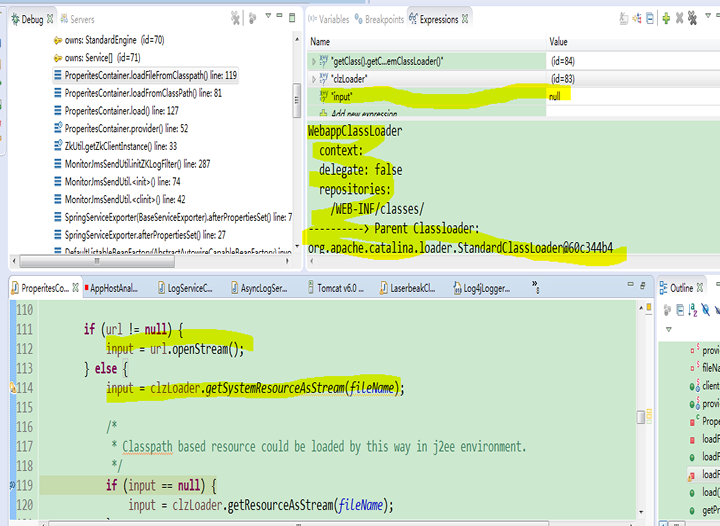 Debug
Servers
owns: StandardEngine (id=70)
owns: Service[] (id=71)
ProperitesContainer.loadFileFromClasspath() line: 119
ProperitesContainer.loadFromClassPath() line: 81
ProperitesContainer.load() line: 127
ProperitesContainer.provider() line: 52
ZkUtil.getZkClientInstance() line: 33
MonitorJmsSendUtil.initZKLogFilter() line: 287
MonitorJmsSendUtil.<init>() line: 74
MonitorJmsSendUtil.<clinit>() line: 42
SpringServiceExporter(BaseServiceExporter).afterPropertiesSet() line: 7
SpringServiceExporter.afterPropertiesSet() line: 27
DefaultListableBeanFactory(AbstractAutowireCapableBeanFactory).invo
Variables
Breakpoints
Expressions
Name
Value
"getClass().getC...emClassLoader()"
(id=84)
"clzLoader"
(id=83)
"input"
null
Add new expression
WebappClassLoader
context:
delegate: false
repositories:
/WEB-INF/classes/
----------> Parent Classloader:
org.apache.catalina.loader.StandardClassLoader@60c344b4
ProperitesCo...
AppHostAnal...
LogServiceC...
AsyncLogSer...
Tomcat v6.0 ...
LaserbeakCl...
Log4jLogger...
Outline
110
111 if (url != null) {
112 input = url.openStream();
113 } else {
114 input = clzLoader.getSystemResourceAsStream(fileName);
115
116 /*
117 * Classpath based resource could be loaded by this way in j2ee environment.
118 */
119 if (input == null) {
120 input = clzLoader.getResourceAsStream(fileName);
provi
fileNa
client
provi
Prope
loadF
loadF
loadF
load(
getPr